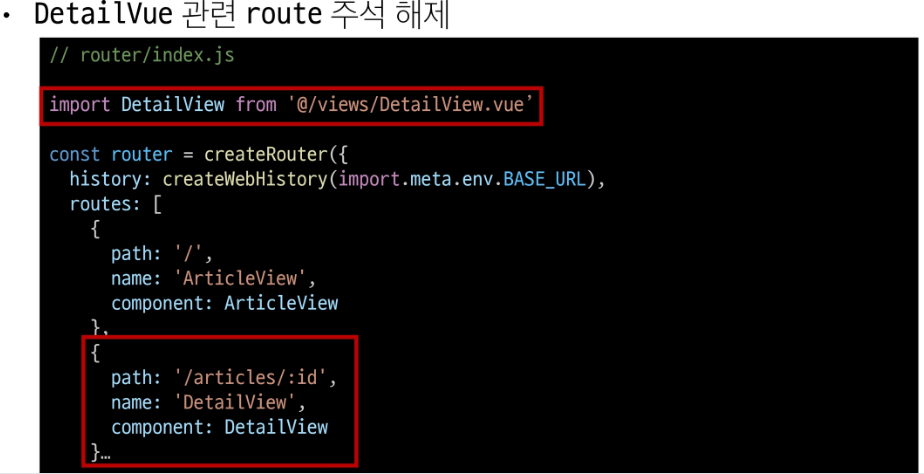 • DetailVue 관련 route 주석 해제
// router/index.js
import DetailView from '@/views/DetailView.vue’
const router = createRouter({
history: createWebHistory(import.meta.env.BASE_URL),
routes: [
{
path: '/',
name: 'ArticleView',
component: ArticleView
},
{
path: '/articles/:id',
name: 'DetailView',
component: DetailView
}…